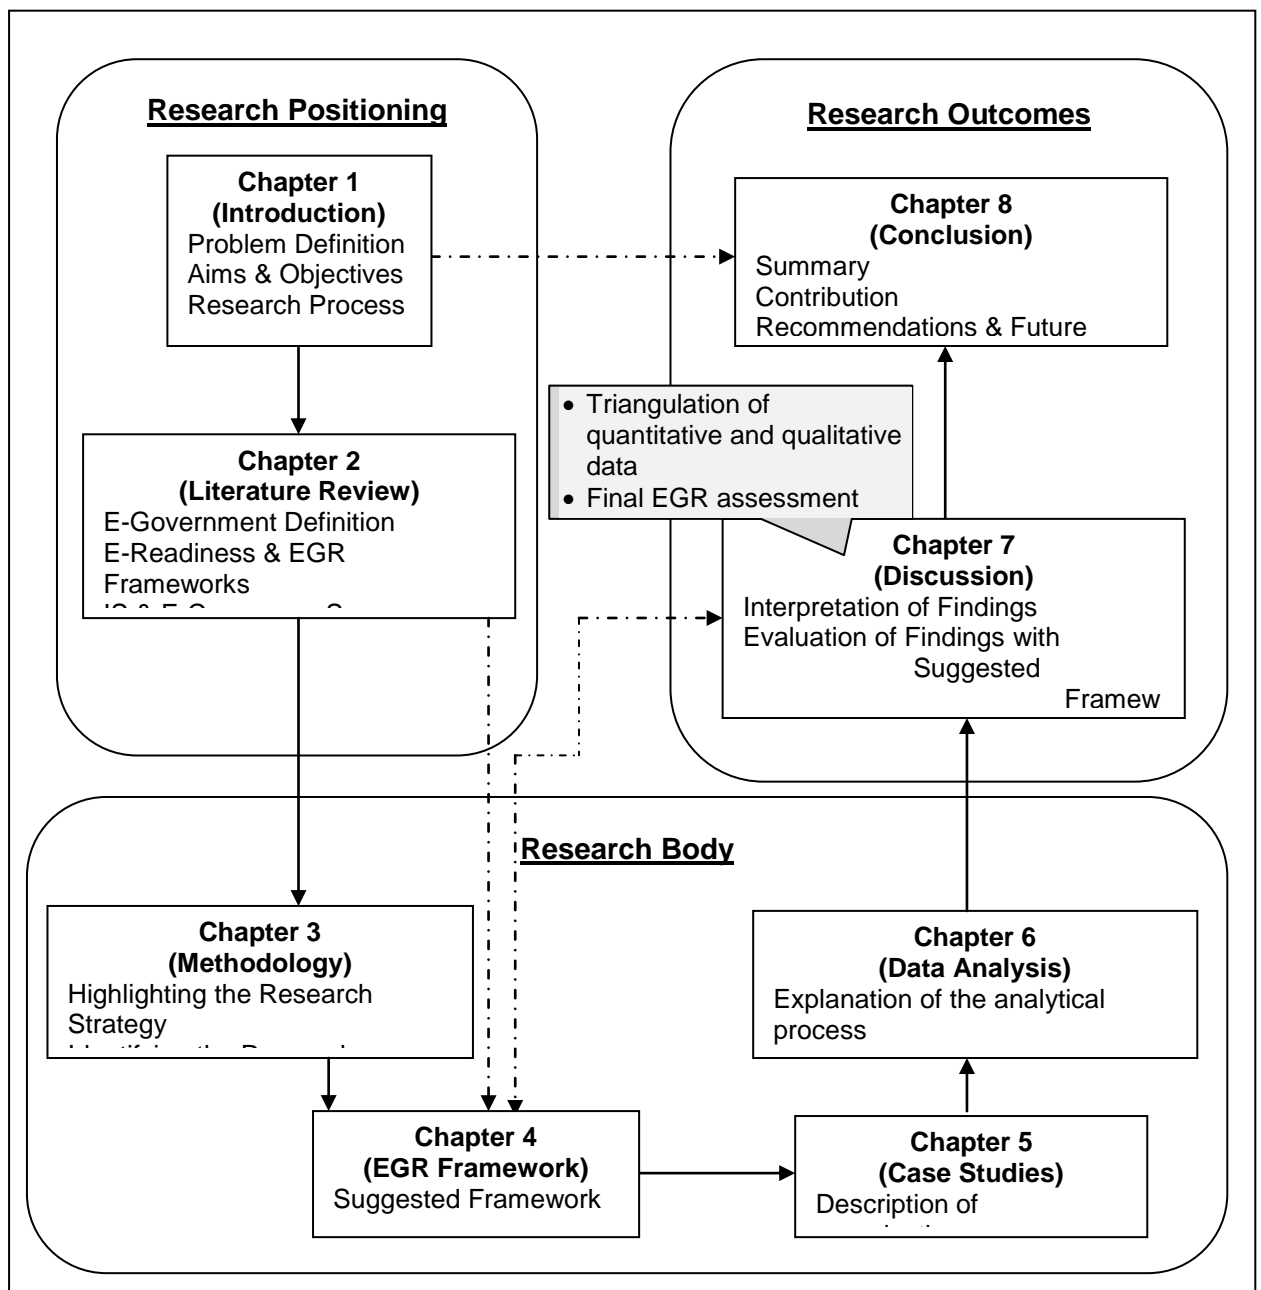 Research Positioning
Chapter 1
(Introduction)
Problem Definition
Aims & Objectives
Research Process
Chapter 2
(Literature Review)
E-Government Definition
E-Readiness & EGR
Frameworks
Research Outcomes
Chapter 8
(Conclusion)
Summary
Contribution
Recommendations & Future
• Triangulation of
quantitative and qualitative
data
• Final EGR assessment
Chapter 7
(Discussion)
Interpretation of Findings
Evaluation of Findings with
Suggested
Framew
Research Body
Chapter 3
(Methodology)
Highlighting the Research
Strategy
Chapter 4
(EGR Framework)
Suggested Framework
Chapter 6
(Data Analysis)
Explanation of the analytical
process
Chapter 5
(Case Studies)
Description of